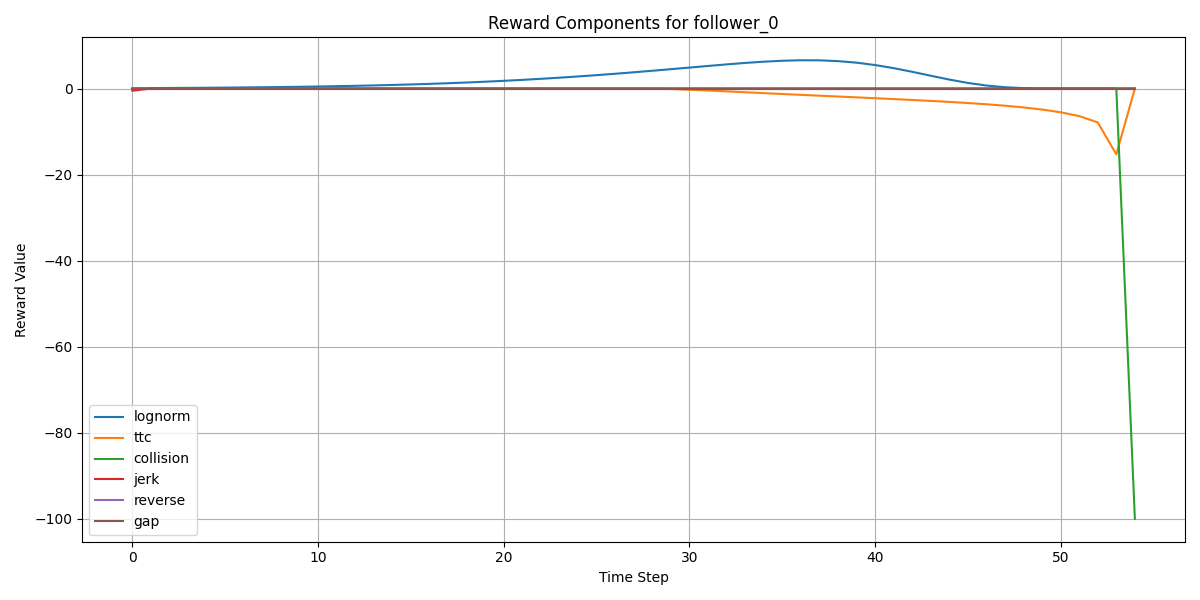 Reward Components for follower_0
Reward Value
0
−20
−40
−60
−80
−100
lognorm
ttc
collision
jerk
reverse
gap
0 10 20 30 40 50
Time Step